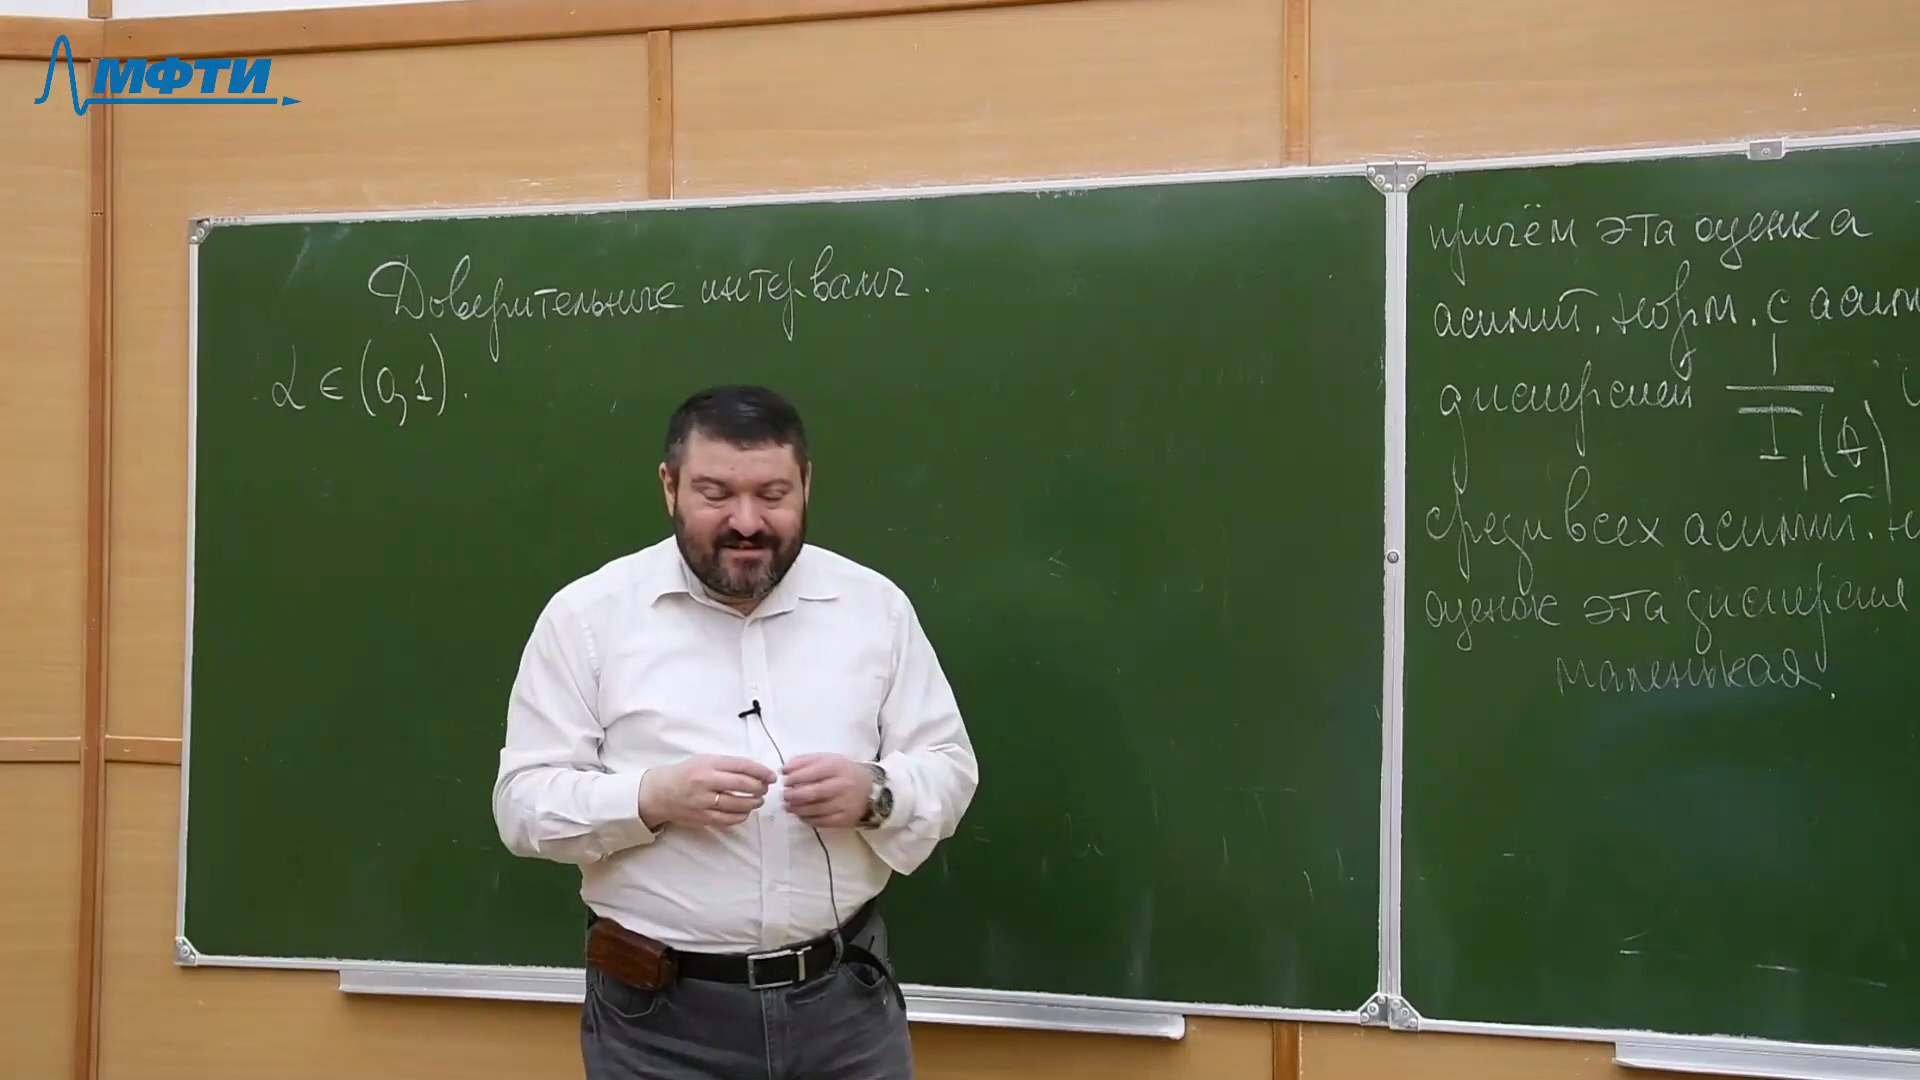 МФТИ
Доверительные интервалы.
α ∈ (0,1).
причём эта оценка
асимпт. норм. с асимп
дисперсией 1 / I₁(θ)
среди всех асимпт. н
оценок эта дисперсия
маленькая.